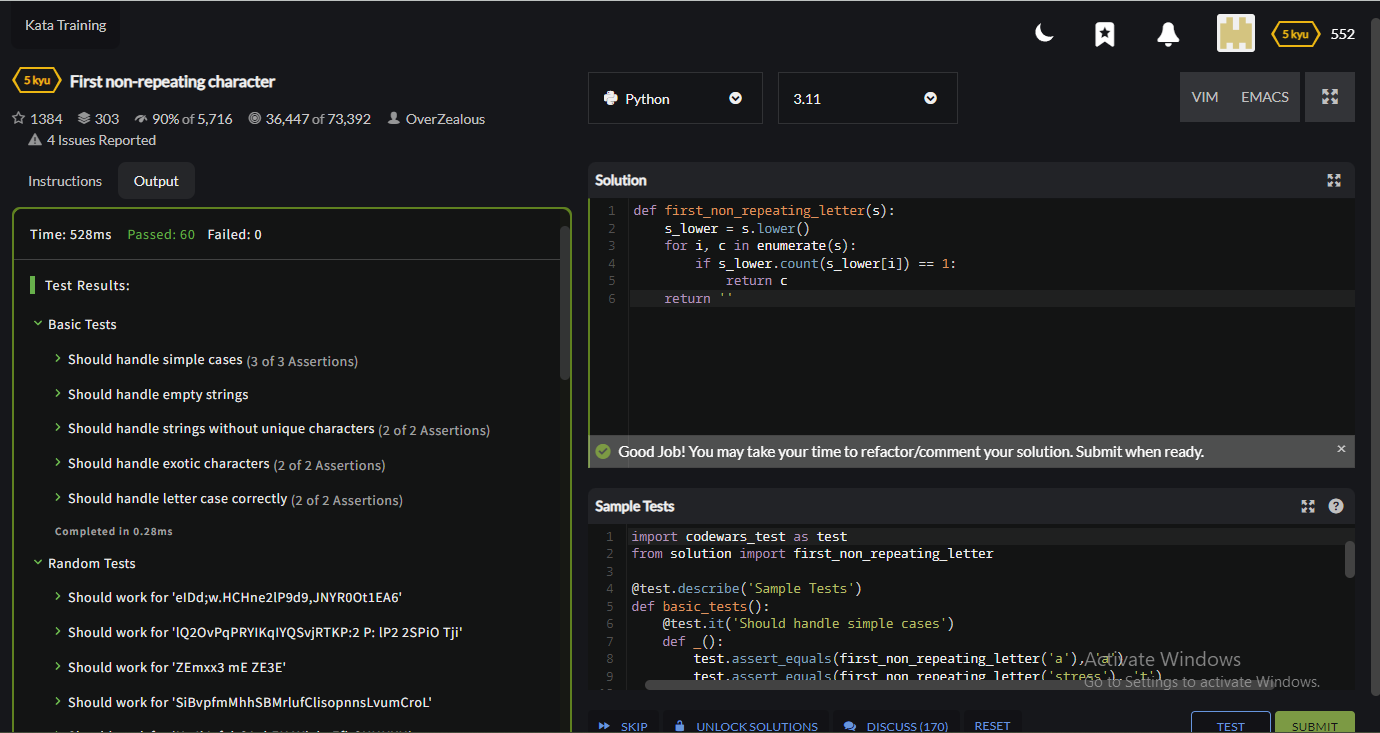 Kata Training
5 kyu 552
5 kyu First non-repeating character
1384 303 90% of 5,716 36,447 of 73,392 OverZealous
4 Issues Reported
Instructions Output
Time: 528ms Passed: 60 Failed: 0
Test Results:
Basic Tests
Should handle simple cases (3 of 3 Assertions)
Should handle empty strings
Should handle strings without unique characters (2 of 2 Assertions)
Should handle exotic characters (2 of 2 Assertions)
Should handle letter case correctly (2 of 2 Assertions)
Completed in 0.28ms
Random Tests
Should work for 'eIDd;w.HCHne2lP9d9,JNYR0Ot1EA6'
Should work for 'lQ2OvPqPRYIKqIYQSvjRTKP:2 P: lP2 2SPiO Tji'
Should work for 'ZEmxx3 mE ZE3E'
Should work for 'SiBvpfmMhhSBMrlufClisopnnsLvumCroL'
Python 3.11 VIM EMACS
Solution
1 def first_non_repeating_letter(s):
2 s_lower = s.lower()
3 for i, c in enumerate(s):
4 if s_lower.count(s_lower[i]) == 1:
5 return c
6 return ''
Good Job! You may take your time to refactor/comment your solution. Submit when ready.
Sample Tests
1 import codewars_test as test
2 from solution import first_non_repeating_letter
3
4 @test.describe('Sample Tests')
5 def basic_tests():
6 @test.it('Should handle simple cases')
7 def _():
8 test.assert_equals(first_non_repeating_letter('a'), 'a')
9 test.assert_equals(first_non_repeating_letter('stress'), 't')
Activate Windows
Go to Settings to activate Windows.
SKIP UNLOCK SOLUTIONS DISCUSS (170) RESET TEST SUBMIT